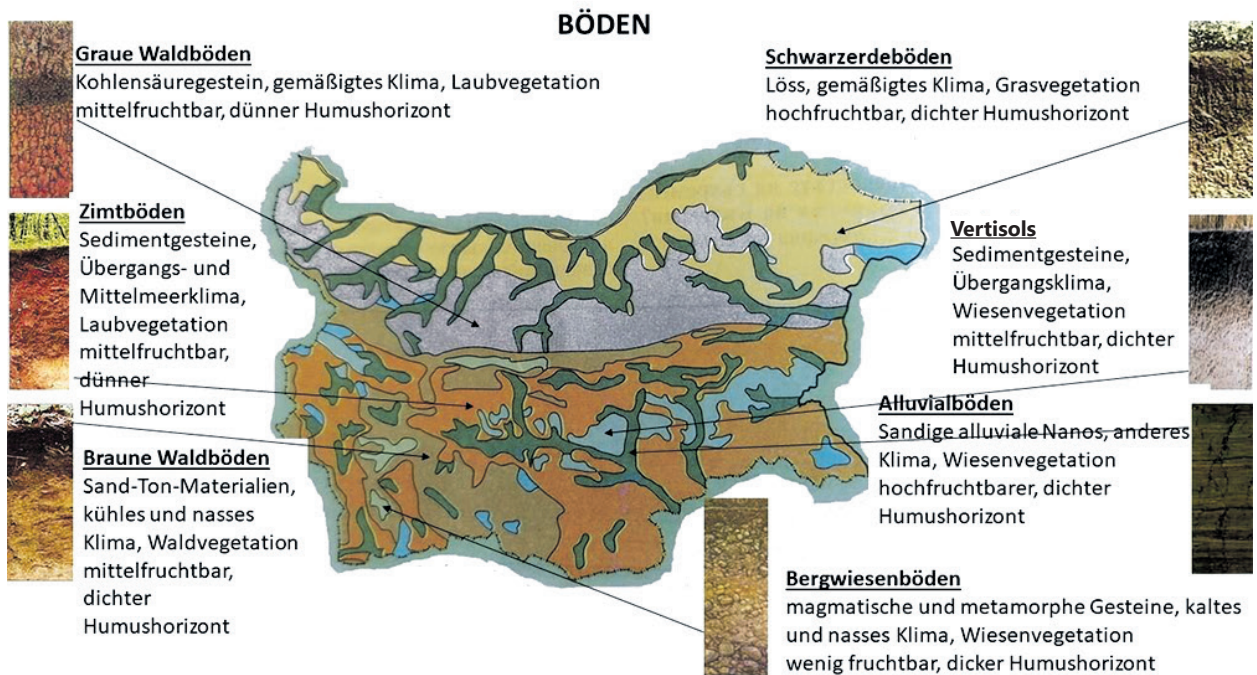 BÖDEN
Graue Waldböden
Kohlensäuregestein, gemäßigtes Klima, Laubvegetation
mittelfruchtbar, dünner Humushorizont
Schwarzerdeböden
Löss, gemäßigtes Klima, Grasvegetation
hochfruchtbar, dichter Humushorizont
Zimtböden
Sedimentgesteine,
Übergangs- und
Mittelmeerklima,
Laubvegetation
mittelfruchtbar,
dünner
Humushorizont
Vertisols
Sedimentgesteine,
Übergangsklima,
Wiesenvegetation
mittelfruchtbar, dichter
Humushorizont
Alluvialböden
Sandige alluviale Nanos, anderes
Klima, Wiesenvegetation
hochfruchtbarer, dichter
Humushorizont
Braune Waldböden
Sand-Ton-Materialien,
kühles und nasses
Klima, Waldvegetation
mittelfruchtbar,
dichter
Humushorizont
Bergwiesenböden
magmatische und metamorphe Gesteine, kaltes
und nasses Klima, Wiesenvegetation
wenig fruchtbar, dicker Humushorizont